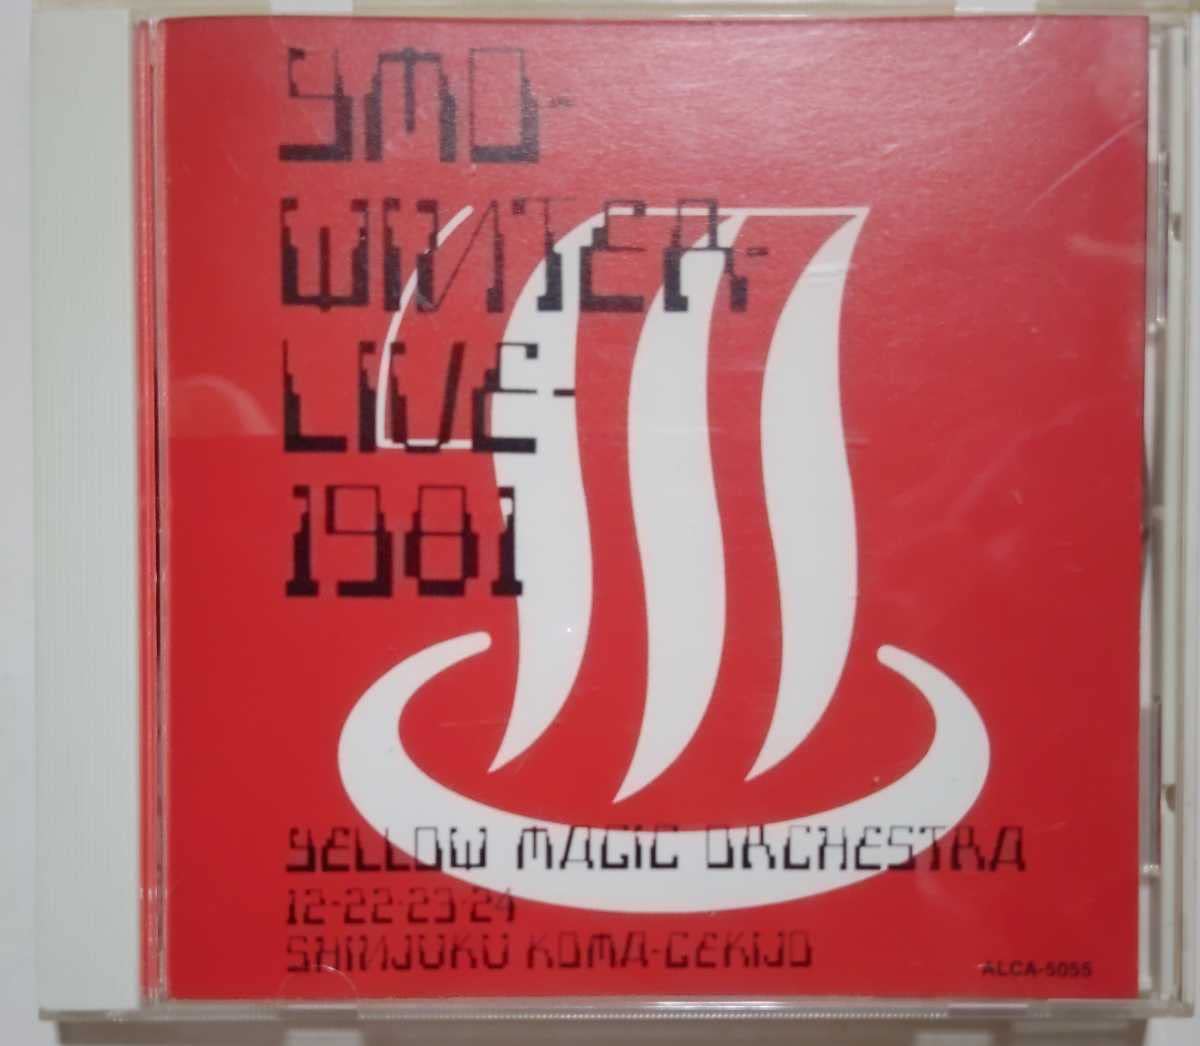 YMO-
WINTER-
LIVE-
1981
YELLOW MAGIC ORCHESTRA
12-22·23·24
SHINJUKU KOMA-GEKIJO
ALCA-5055